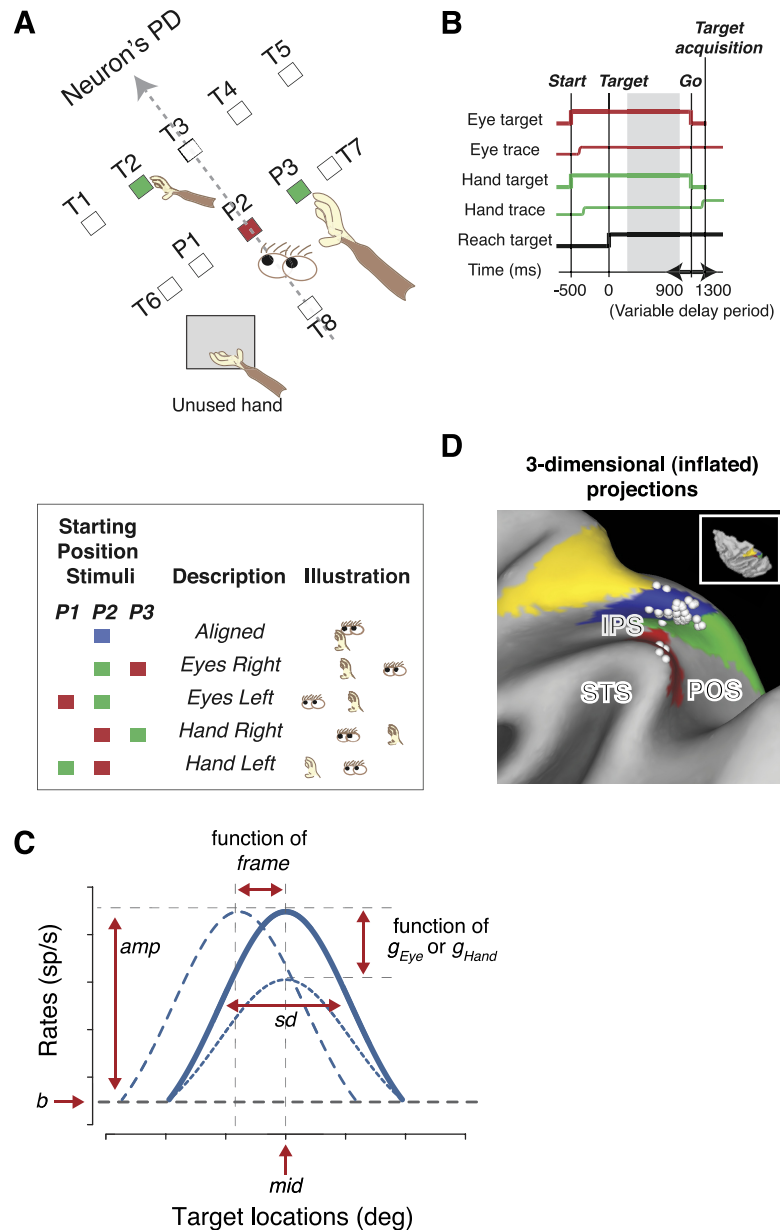 A
Neuron's PD
T5
T4
T3
T2
T1
T7
P3
P2
P1
T6
T8
Unused hand
B
Target
acquisition
Start Target Go
Eye target
Eye trace
Hand target
Hand trace
Reach target
Time (ms)
-500 0 900 1300
(Variable delay period)
Starting
Position
Stimuli Description Illustration
P1 P2 P3
Aligned
Eyes Right
Eyes Left
Hand Right
Hand Left
D
3-dimensional (inflated)
projections
IPS
STS POS
C
function of
frame
amp
function of
gEye or gHand
sd
Rates (sp/s)
b
mid
Target locations (deg)